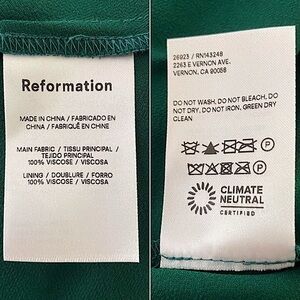 Reformation
MADE IN CHINA / FABRICADO EN
CHINA / FABRIQUÉ EN CHINE
MAIN FABRIC / TISSU PRINCIPAL /
TEJIDO PRINCIPAL
100% VISCOSE / VISCOSA
LINING / DOUBLURE / FORRO
100% VISCOSE / VISCOSA
26923 / RN143248
2263 E VERNON AVE.
VERNON, CA 90058
DO NOT WASH, DO NOT BLEACH, DO
NOT DRY, DO NOT IRON, GREEN DRY
CLEAN
P
P
CLIMATE
NEUTRAL
CERTIFIED